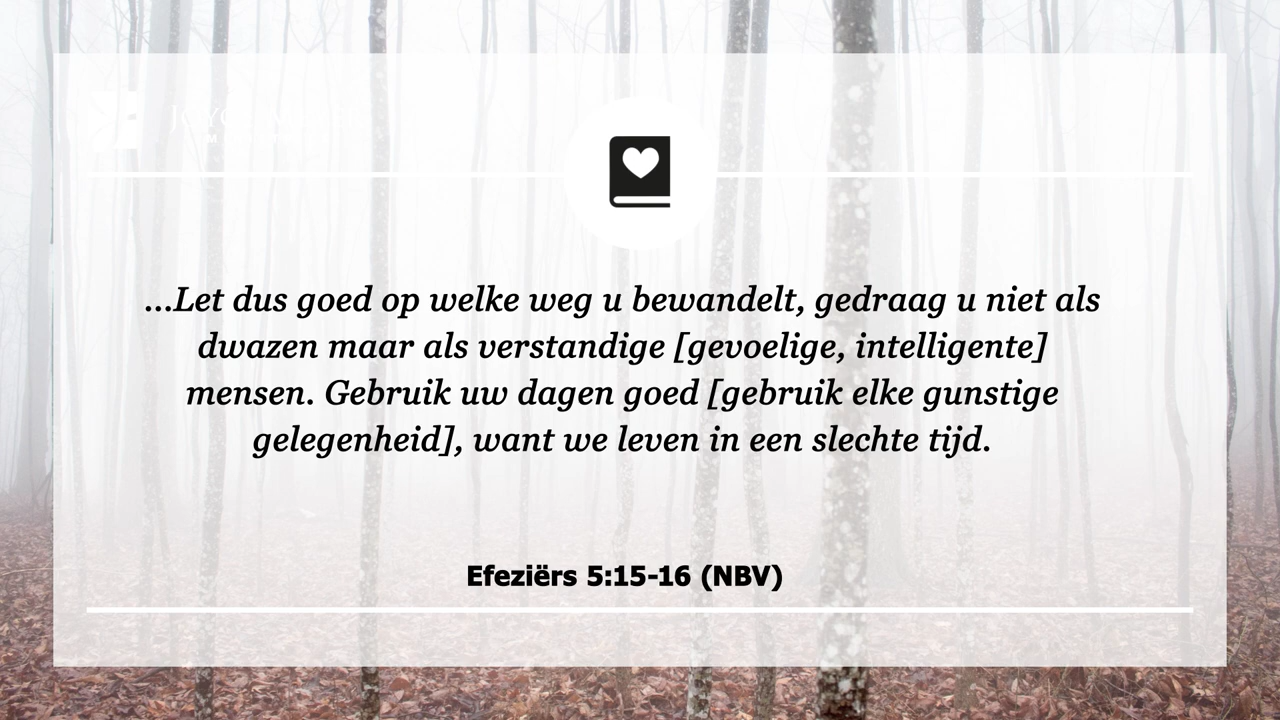 ...Let dus goed op welke weg u bewandelt, gedraag u niet als
dwazen maar als verstandige [gevoelige, intelligente]
mensen. Gebruik uw dagen goed [gebruik elke gunstige
gelegenheid], want we leven in een slechte tijd.
Efeziërs 5:15-16 (NBV)